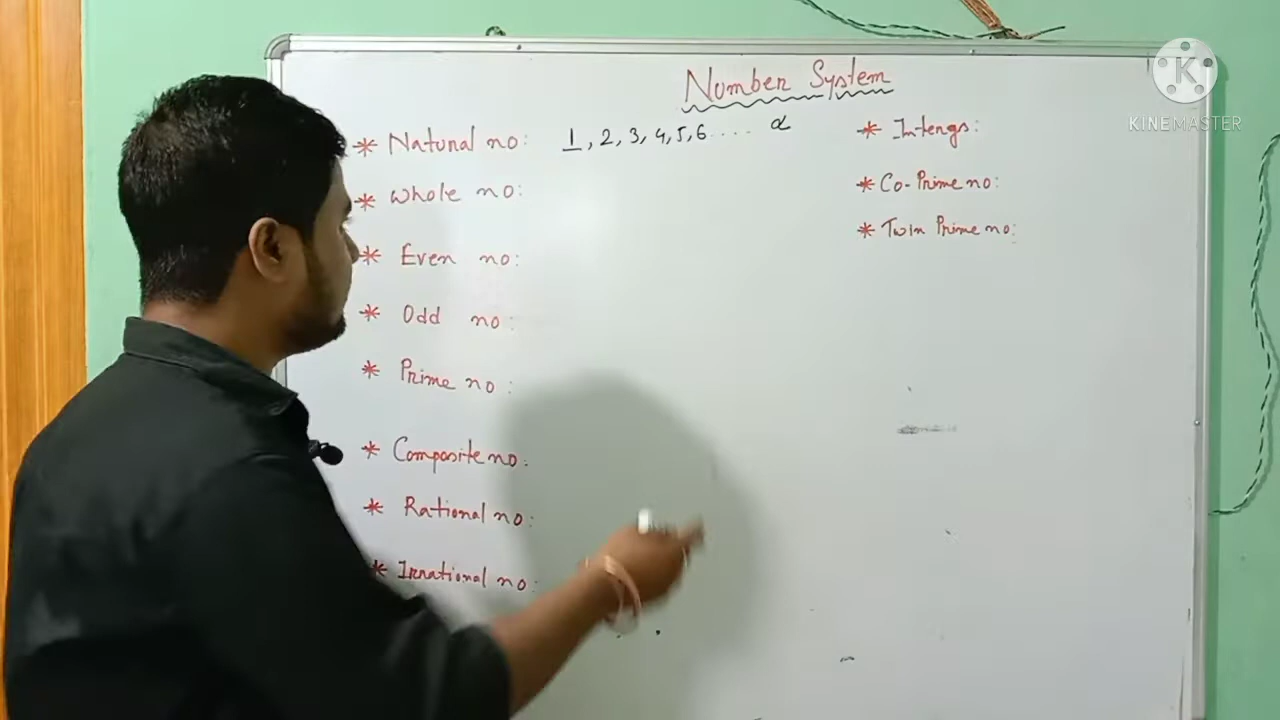 Number System
* Natural no: 1, 2, 3, 4, 5, 6 .... α
* Whole no:
* Even no:
* Odd no:
* Prime no:
* Composite no.
* Rational no:
* Irrational no:
* Intengs:
* Co-Prime no:
* Twin Prime no:
K
KINEMASTER